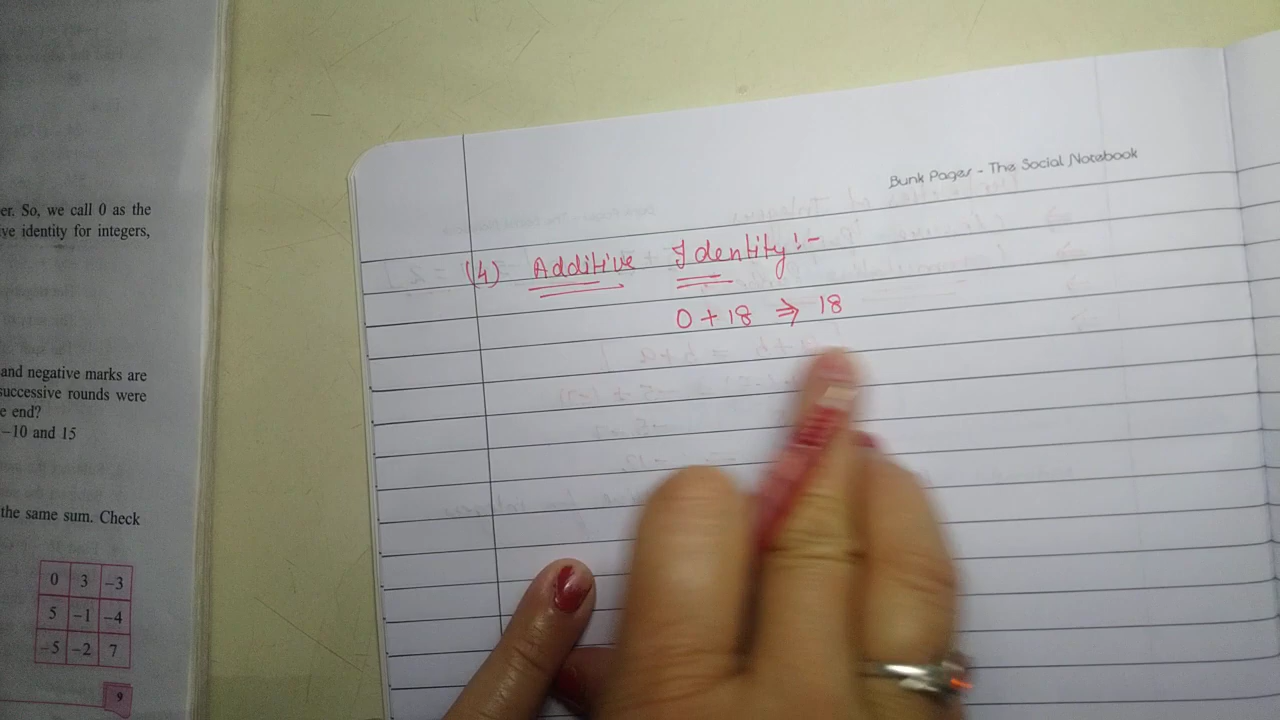 er. So, we call 0 as the
ve identity for integers,
and negative marks are
successive rounds were
e end?
−10 and 15
the same sum. Check
0 3 −3
5 −1 −4
−5 −2 7
9
Bunk Pages - The Social Notebook
(4) Additive Identity:-
0 + 18 ⇒ 18